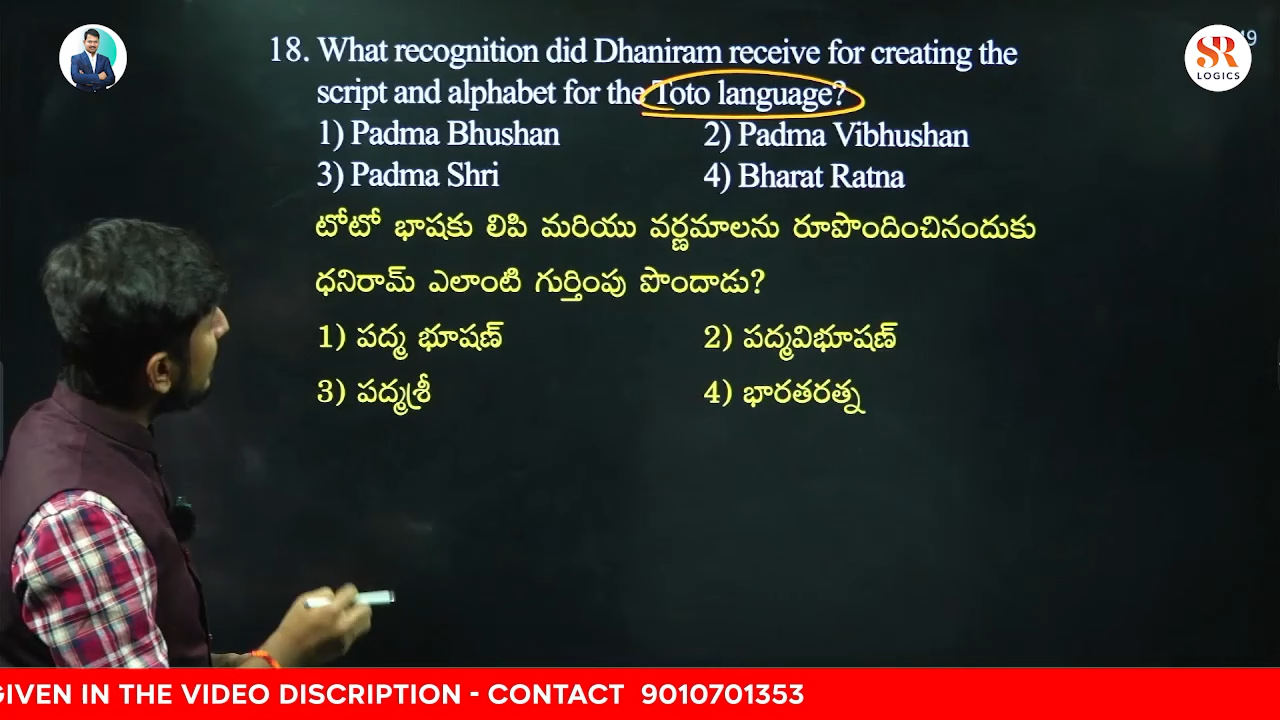 18. What recognition did Dhaniram receive for creating the
script and alphabet for the Toto language?
1) Padma Bhushan 2) Padma Vibhushan
3) Padma Shri 4) Bharat Ratna
టోటో భాషకు లిపి మరియు వర్ణమాలను రూపొందించినందుకు
ధనిరామ్ ఎలాంటి గుర్తింపు పొందాడు?
1) పద్మ భూషణ్ 2) పద్మవిభూషణ్
3) పద్మశ్రీ 4) భారతరత్న
SR
LOGICS
GIVEN IN THE VIDEO DISCRIPTION - CONTACT 9010701353